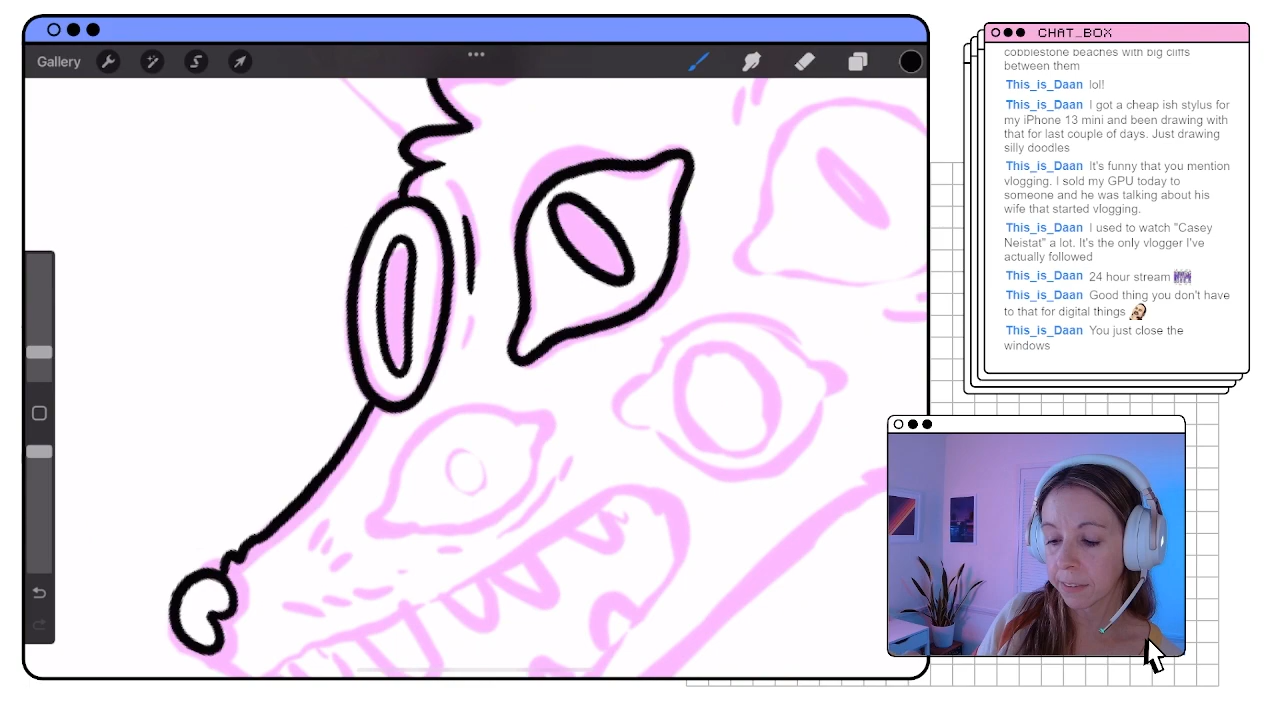 CHAT_BOX
Gallery
cobblestone beaches with big cliffs
between them
This_is_Daan lol!
This_is_Daan I got a cheap ish stylus for
my iPhone 13 mini and been drawing with
that for last couple of days. Just drawing
silly doodles
This_is_Daan It's funny that you mention
vlogging. I sold my GPU today to
someone and he was talking about his
wife that started vlogging.
This_is_Daan I used to watch "Casey
Neistat" a lot. It's the only vlogger I've
actually followed
This_is_Daan 24 hour stream
This_is_Daan Good thing you don't have
to that for digital things
This_is_Daan You just close the
windows